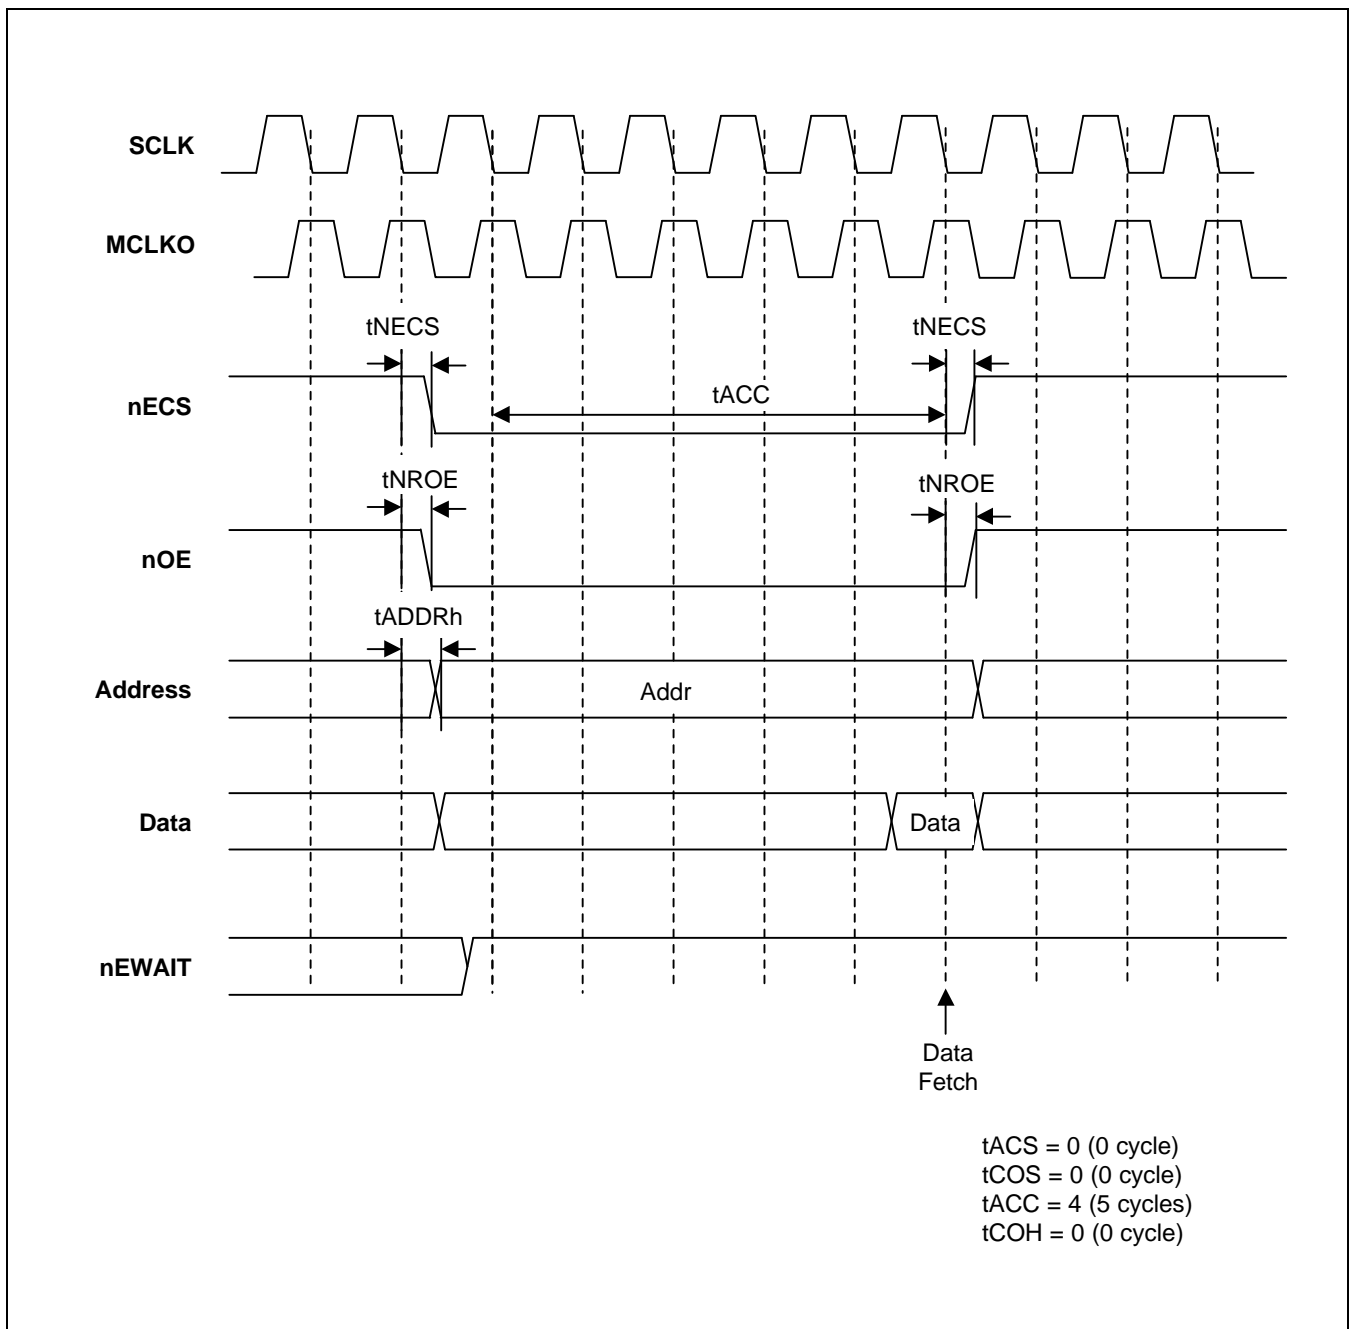 SCLK
MCLKO
tNECS
tNECS
nECS
tACC
tNROE
tNROE
nOE
tADDRh
Address
Addr
Data
Data
nEWAIT
Data
Fetch
tACS = 0 (0 cycle)
tCOS = 0 (0 cycle)
tACC = 4 (5 cycles)
tCOH = 0 (0 cycle)